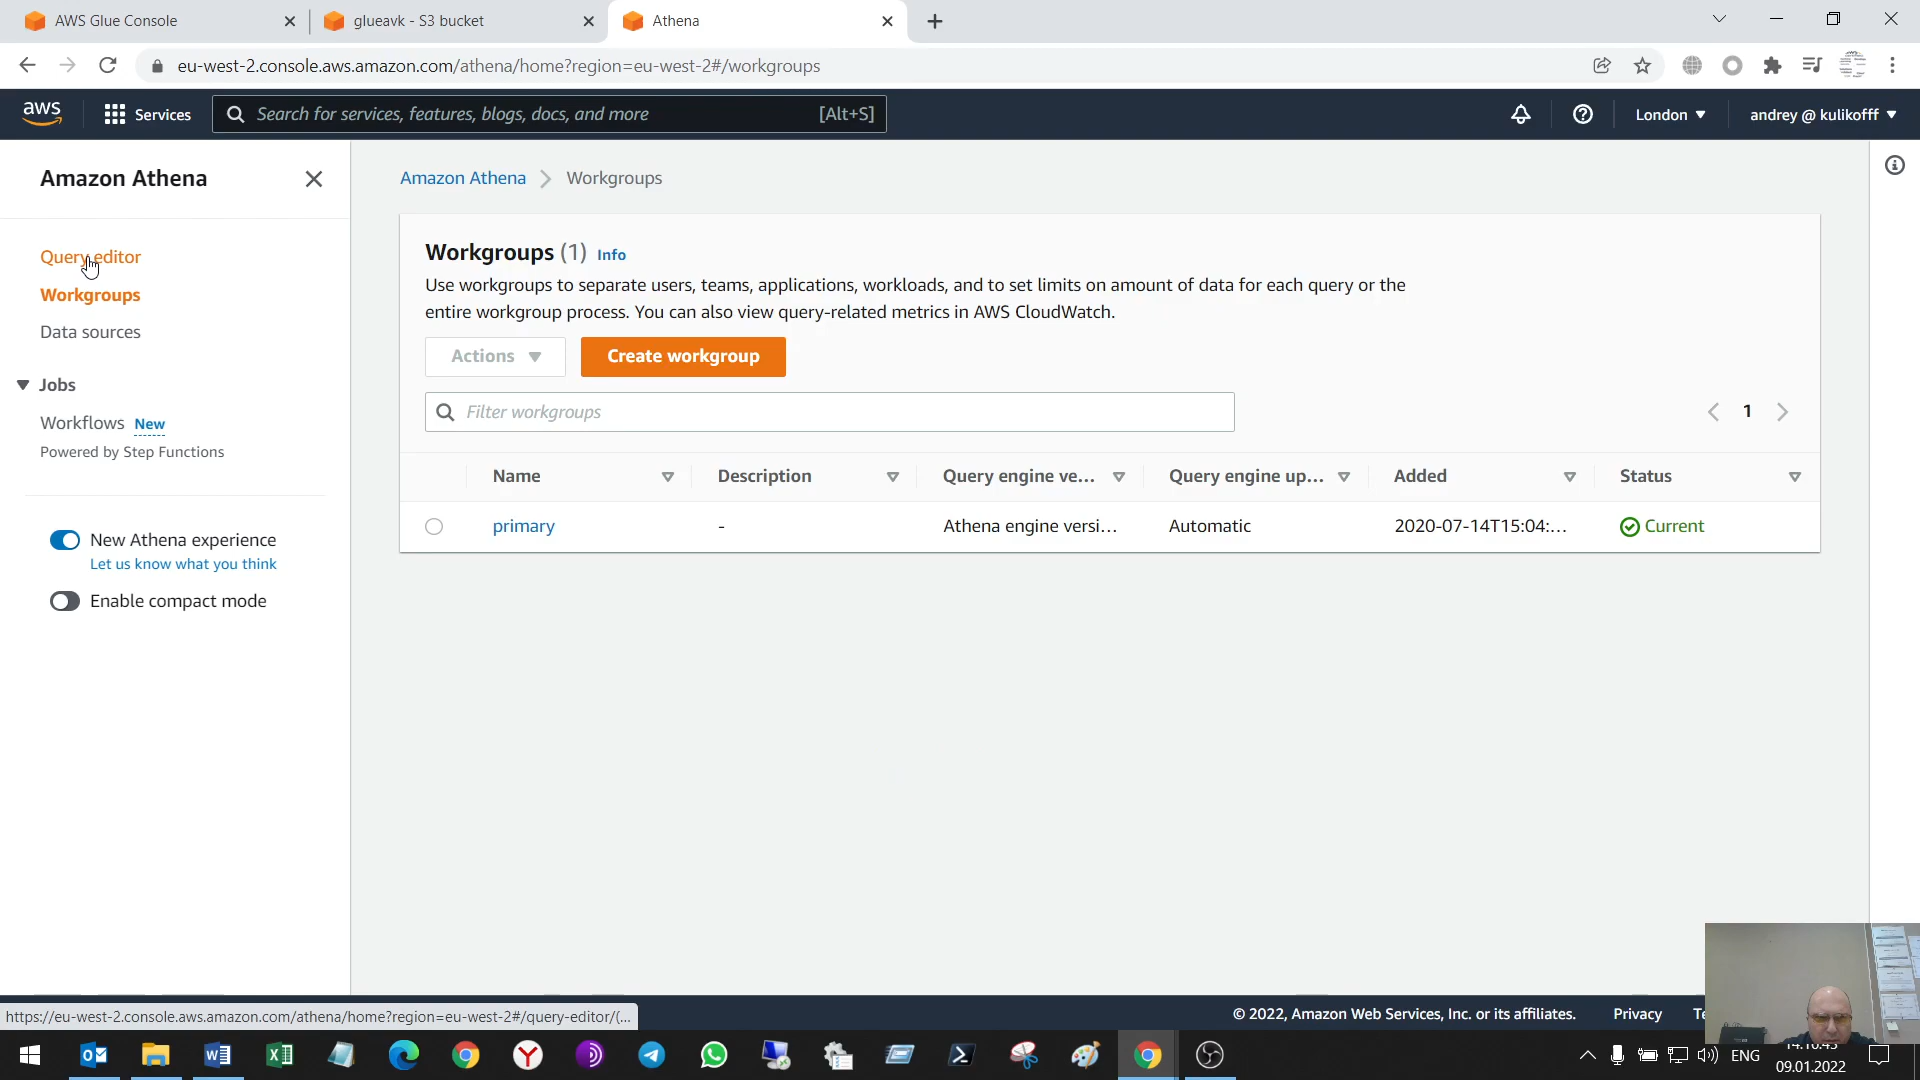 AWS Glue Console
glueavk - S3 bucket
Athena
eu-west-2.console.aws.amazon.com/athena/home?region=eu-west-2#/workgroups
aws
Services
Search for services, features, blogs, docs, and more
[Alt+S]
London
andrey @ kulikofff
Amazon Athena
Query editor
Workgroups
Data sources
Jobs
Workflows New
Powered by Step Functions
New Athena experience
Let us know what you think
Enable compact mode
Amazon Athena
Workgroups
Workgroups (1) Info
Use workgroups to separate users, teams, applications, workloads, and to set limits on amount of data for each query or the
entire workgroup process. You can also view query-related metrics in AWS CloudWatch.
Actions
Create workgroup
Filter workgroups
1
Name Description Query engine ve... Query engine up... Added Status
primary - Athena engine versi... Automatic 2020-07-14T15:04:... Current
https://eu-west-2.console.aws.amazon.com/athena/home?region=eu-west-2#/query-editor/(...
© 2022, Amazon Web Services, Inc. or its affiliates.
Privacy
ENG
09.01.2022